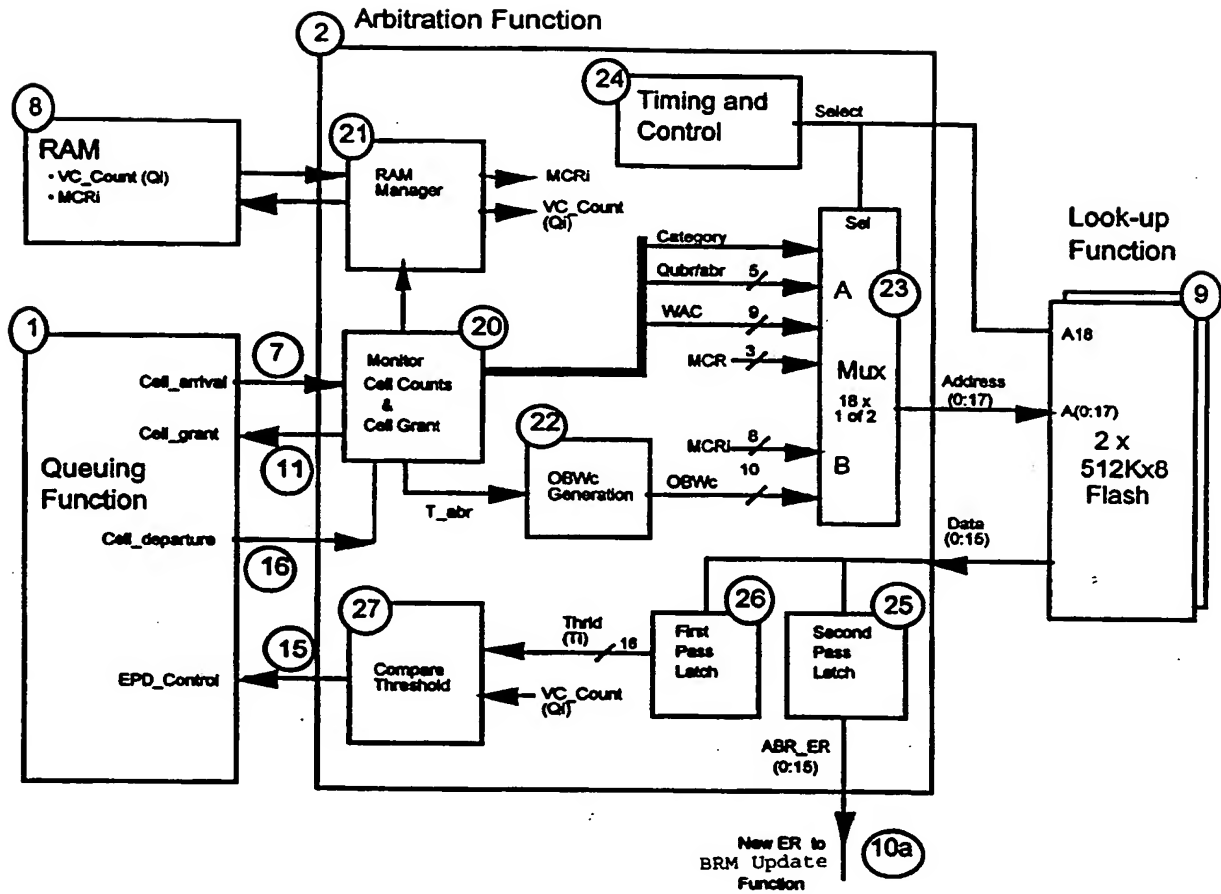 2
Arbitration Function
8
RAM
• VC_Count (Qi)
• MCRi
21
RAM
Manager
MCRi
VC_Count
(Qi)
24
Timing and
Control
Select
Sel
A
23
Mux
18 x
1 of 2
B
Category
Qubr/abr
5
WAC
9
MCR
3
MCRi
8
10
OBWc
Look-up
Function
9
A18
Address
(0:17)
A(0:17)
2 x
512Kx8
Flash
Data
(0:15)
1
Queuing
Function
Cell_arrival
7
Cell_grant
11
Cell_departure
16
EPD_Control
15
20
Monitor
Cell Counts
&
Cell Grant
T_abr
22
OBWc
Generation
27
Compare
Threshold
Thrld
(Ti)
16
VC_Count
(Qi)
26
First
Pass
Latch
25
Second
Pass
Latch
ABR_ER
(0:15)
New ER to
BRM Update
Function
10a